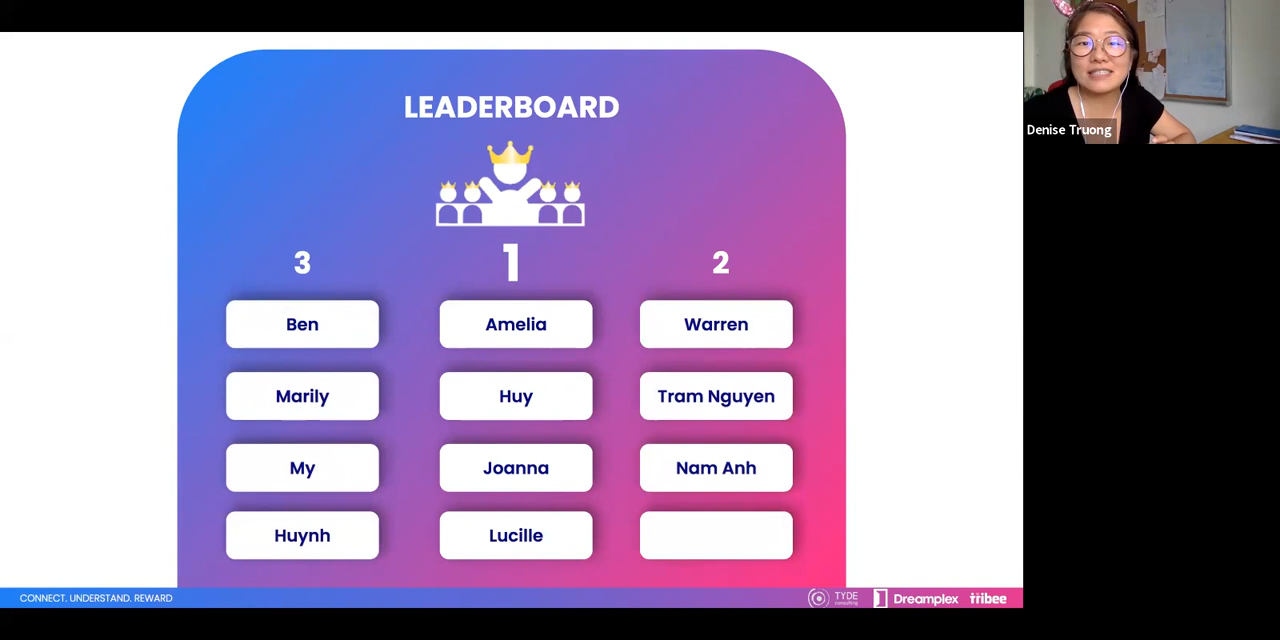 LEADERBOARD
3
1
2
Ben
Amelia
Warren
Marily
Huy
Tram Nguyen
My
Joanna
Nam Anh
Huynh
Lucille
CONNECT. UNDERSTAND. REWARD
TYDE
consulting
Dreamplex
tribee
Denise Truong